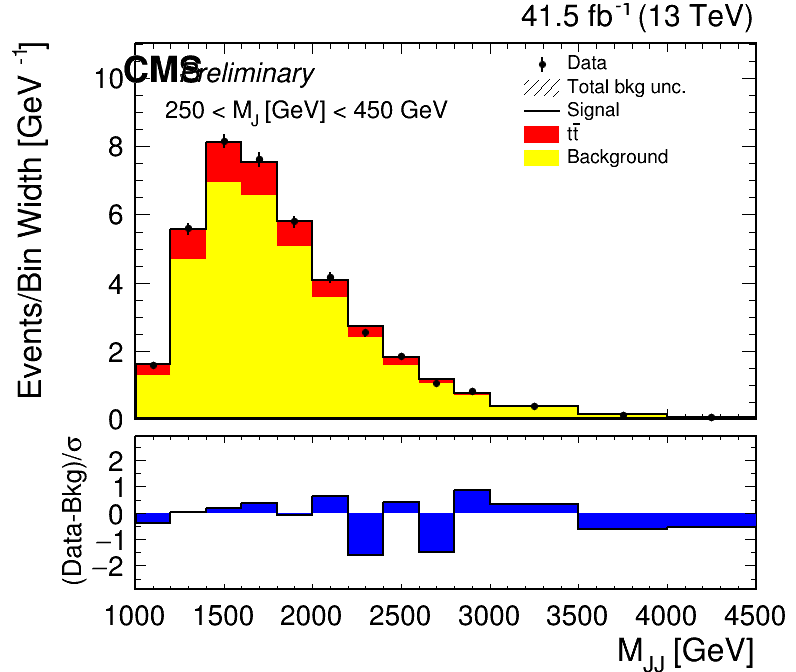 41.5 fb⁻¹ (13 TeV)
CMS Preliminary
250 < M_J [GeV] < 450 GeV
Data
Total bkg unc.
Signal
tt̄
Background
Events/Bin Width [GeV⁻¹]
10
8
6
4
2
0
(Data-Bkg)/σ
2
1
0
−1
−2
1000 1500 2000 2500 3000 3500 4000 4500
M_JJ [GeV]